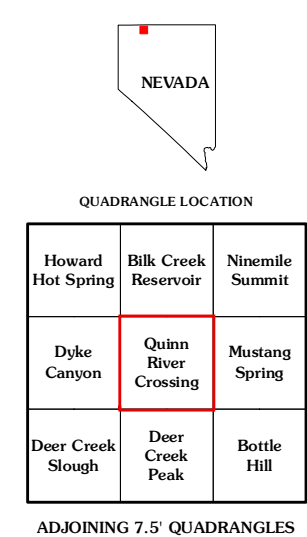 NEVADA
QUADRANGLE LOCATION
Howard
Hot Spring
Bilk Creek
Reservoir
Ninemile
Summit
Dyke
Canyon
Quinn
River
Crossing
Mustang
Spring
Deer Creek
Slough
Deer
Creek
Peak
Bottle
Hill
ADJOINING 7.5' QUADRANGLES